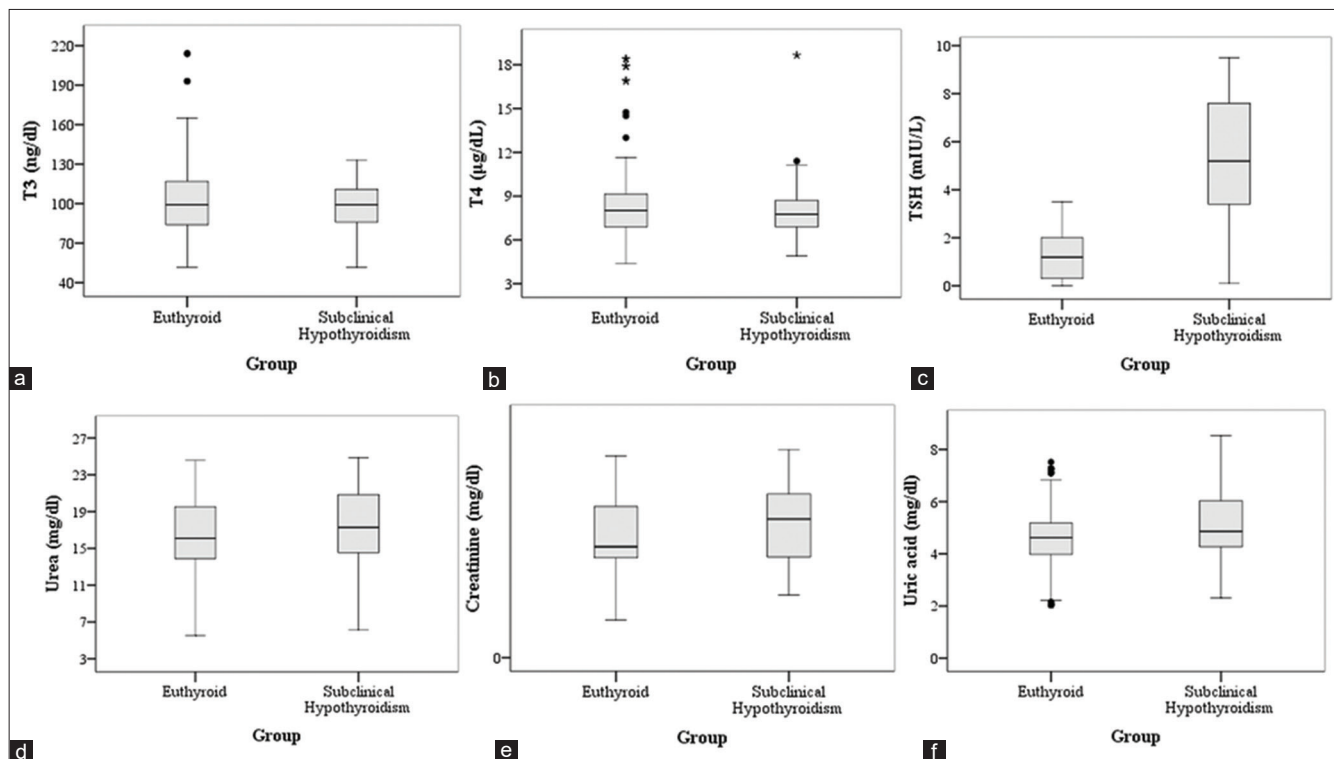 220
190
160
130
100
70
40
T3 (ng/dl)
Euthyroid
Subclinical
Hypothyroidism
Group
a
18
15
12
9
6
3
T4 (µg/dL)
Euthyroid
Subclinical
Hypothyroidism
Group
b
10
8
6
4
2
0
TSH (mIU/L)
Euthyroid
Subclinical
Hypothyroidism
Group
c
27
23
19
15
11
7
3
Urea (mg/dl)
Euthyroid
Subclinical
Hypothyroidism
Group
d
0
Creatinine (mg/dl)
Euthyroid
Subclinical
Hypothyroidism
Group
e
8
6
4
2
0
Uric acid (mg/dl)
Euthyroid
Subclinical
Hypothyroidism
Group
f